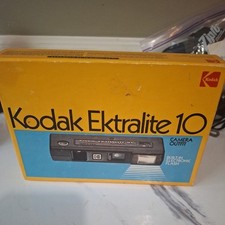 Kodak
Kodak Ektralite 10
CAMERA
OUTFIT
BUILT-IN
ELECTRONIC
FLASH